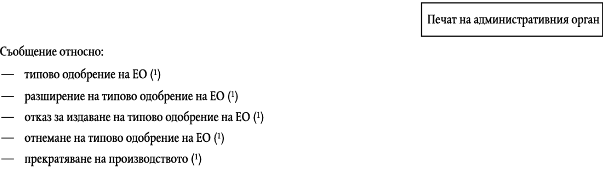 Печат на административния орган
Съобщение относно:
— типово одобрение на ЕО (¹)
— разширение на типово одобрение на ЕО (¹)
— отказ за издаване на типово одобрение на ЕО (¹)
— отнемане на типово одобрение на ЕО (¹)
— прекратяване на производството (¹)